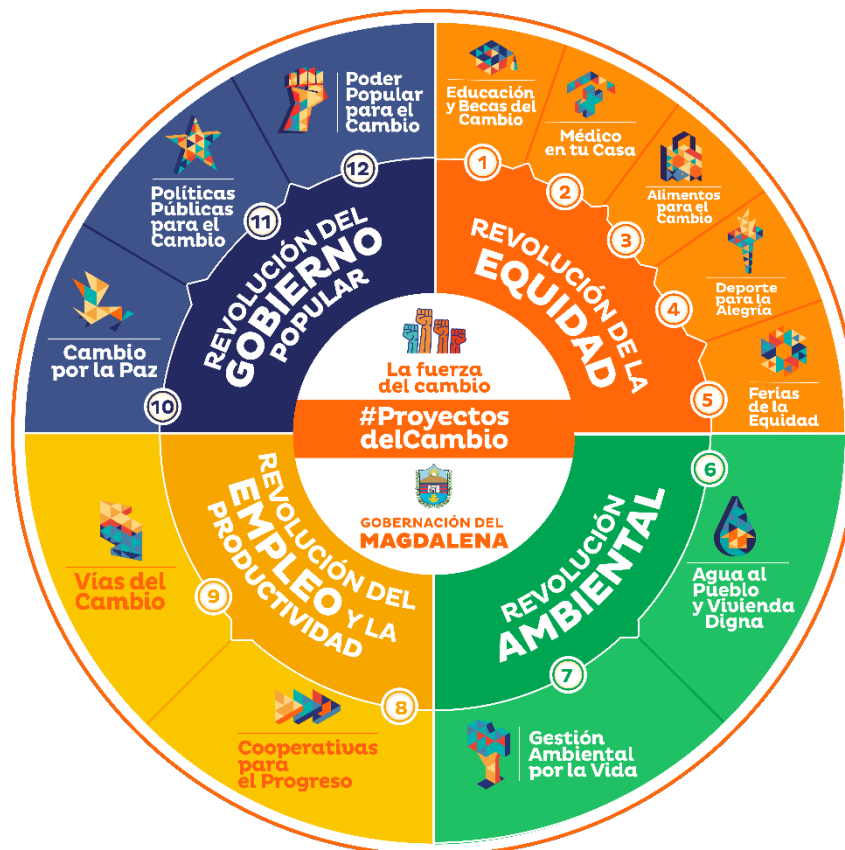 La fuerza
del cambio
#Proyectos
delCambio
GOBERNACIÓN DEL
MAGDALENA
REVOLUCIÓN DE LA
EQUIDAD
1
Educación
y Becas del
Cambio
2
Médico
en tu Casa
3
Alimentos
para el
Cambio
4
Deporte
para la
Alegría
5
Ferias
de la
Equidad
REVOLUCIÓN
AMBIENTAL
6
Agua al
Pueblo
y Vivienda
Digna
7
Gestión
Ambiental
por la Vida
REVOLUCIÓN DEL
EMPLEO Y LA
PRODUCTIVIDAD
8
Cooperativas
para
el Progreso
9
Vías del
Cambio
REVOLUCIÓN DEL
GOBIERNO
POPULAR
10
Cambio
por la Paz
11
Políticas
Públicas
para el
Cambio
12
Poder
Popular
para el
Cambio